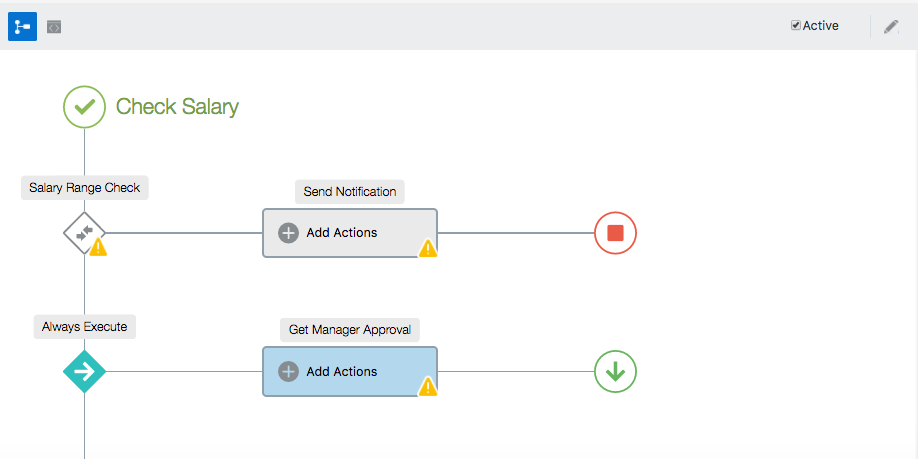 Active
Check Salary
Salary Range Check
Send Notification
Add Actions
Always Execute
Get Manager Approval
Add Actions